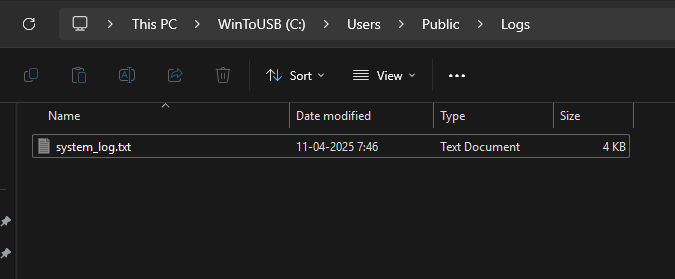 This PC > WinToUSB (C:) > Users > Public > Logs
Sort View
Name Date modified Type Size
system_log.txt 11-04-2025 7:46 Text Document 4 KB